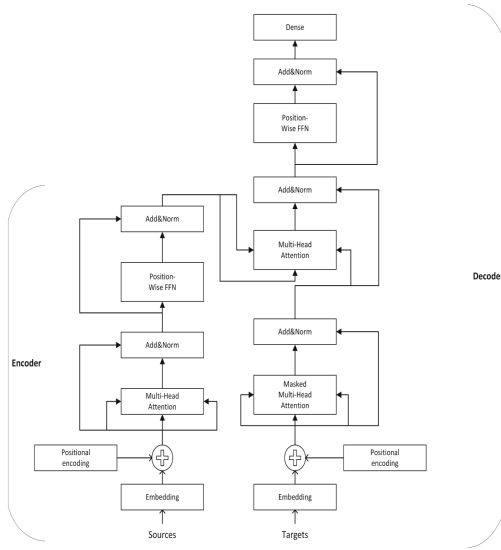 Dense
Add&Norm
Position-
Wise FFN
Add&Norm
Multi-Head
Attention
Add&Norm
Masked
Multi-Head
Attention
Positional
encoding
Embedding
Targets
Decode
Add&Norm
Position-
Wise FFN
Add&Norm
Multi-Head
Attention
Positional
encoding
Embedding
Sources
Encoder